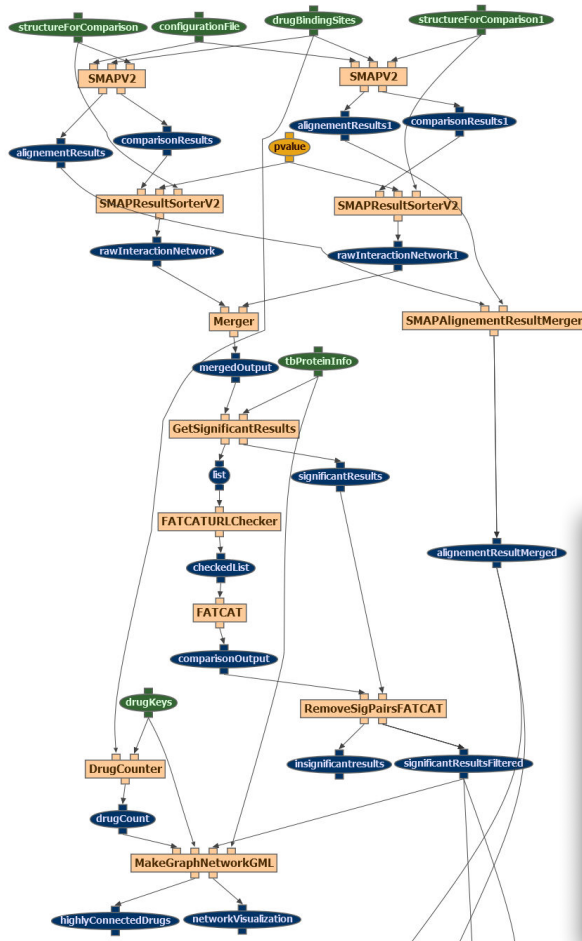 structureForComparison
configurationFile
drugBindingSites
structureForComparison1
SMAPV2
SMAPV2
alignementResults
comparisonResults
alignementResults1
comparisonResults1
pvalue
SMAPResultSorterV2
SMAPResultSorterV2
rawInteractionNetwork
rawInteractionNetwork1
Merger
SMAPAlignementResultMerger
mergedOutput
tbProteinInfo
GetSignificantResults
list
significantResults
FATCATURLChecker
alignementResultMerged
checkedList
FATCAT
comparisonOutput
drugKeys
RemoveSigPairsFATCAT
DrugCounter
insignificantresults
significantResultsFiltered
drugCount
MakeGraphNetworkGML
highlyConnectedDrugs
networkVisualization